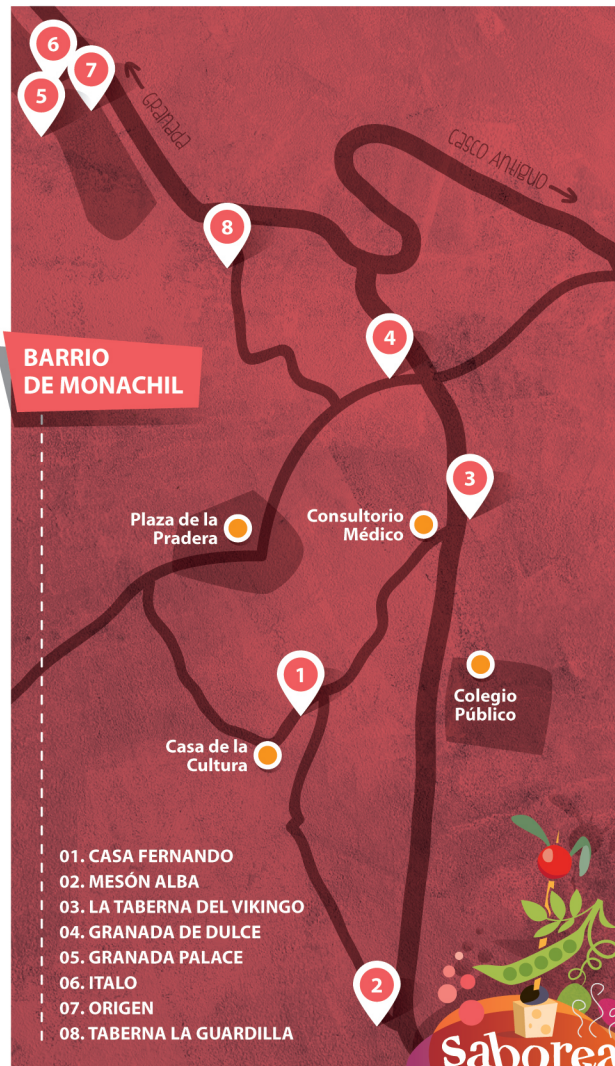 6
7
5
GRANADA
CASCO ANTIGUO
8
4
BARRIO
DE MONACHIL
3
Plaza de la
Pradera
Consultorio
Médico
1
Colegio
Público
Casa de la
Cultura
01. CASA FERNANDO
02. MESÓN ALBA
03. LA TABERNA DEL VIKINGO
04. GRANADA DE DULCE
05. GRANADA PALACE
06. ITALO
07. ORIGEN
08. TABERNA LA GUARDILLA
2
Saborea